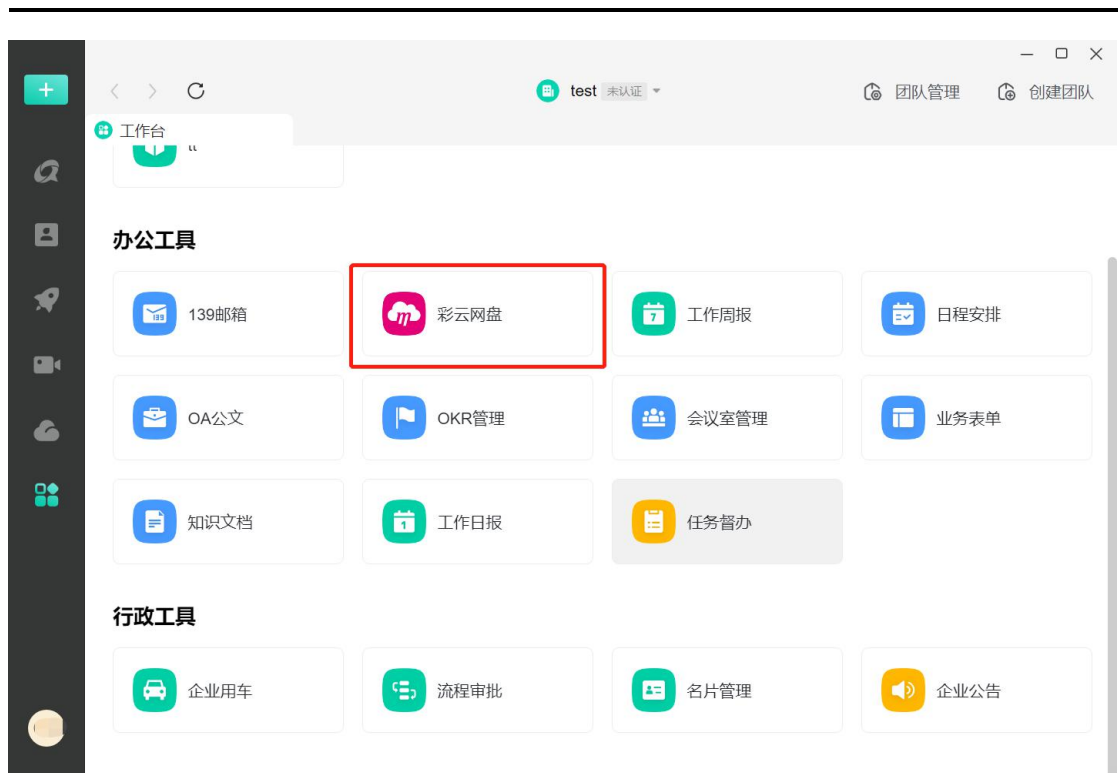 test 未认证
团队管理
创建团队
工作台
办公工具
139邮箱
彩云网盘
工作周报
日程安排
OA公文
OKR管理
会议室管理
业务表单
知识文档
工作日报
任务督办
行政工具
企业用车
流程审批
名片管理
企业公告